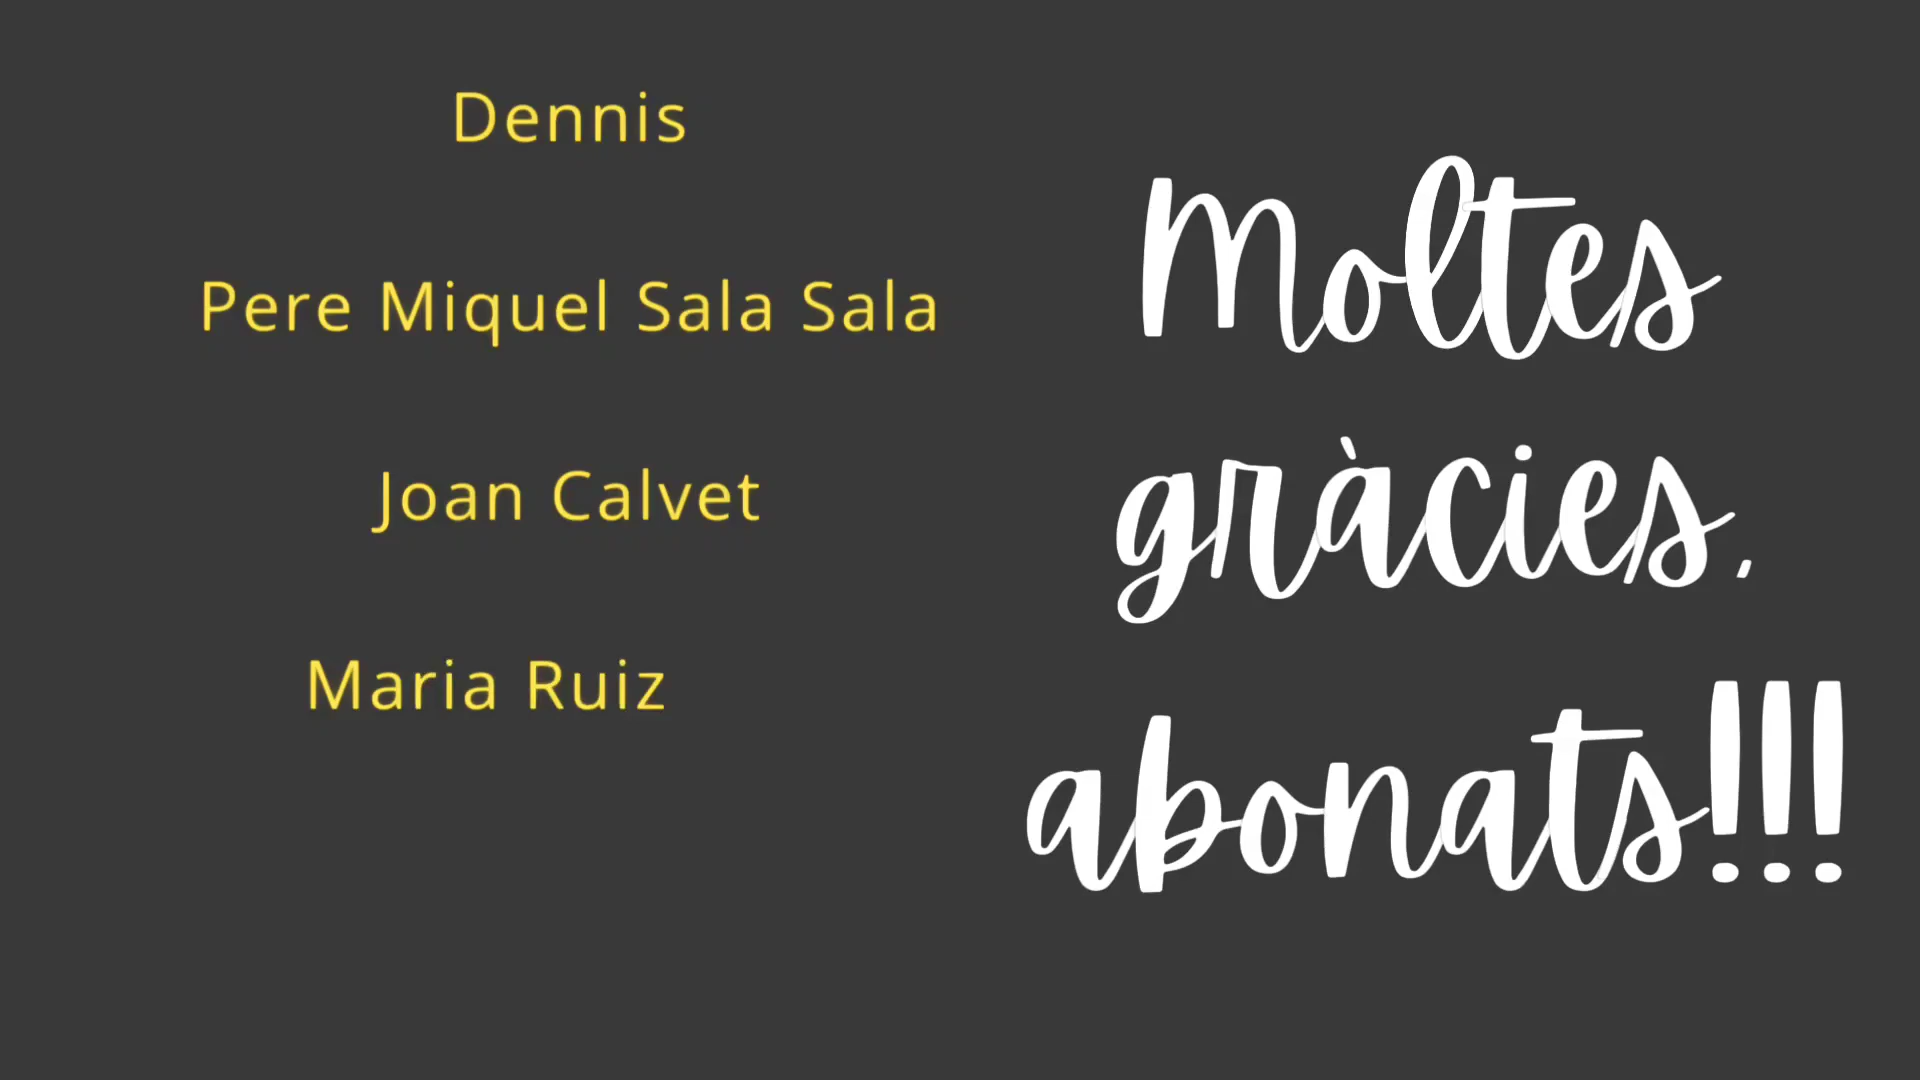 Dennis
Pere Miquel Sala Sala
Joan Calvet
Maria Ruiz
Moltes
gràcies,
abonats!!!